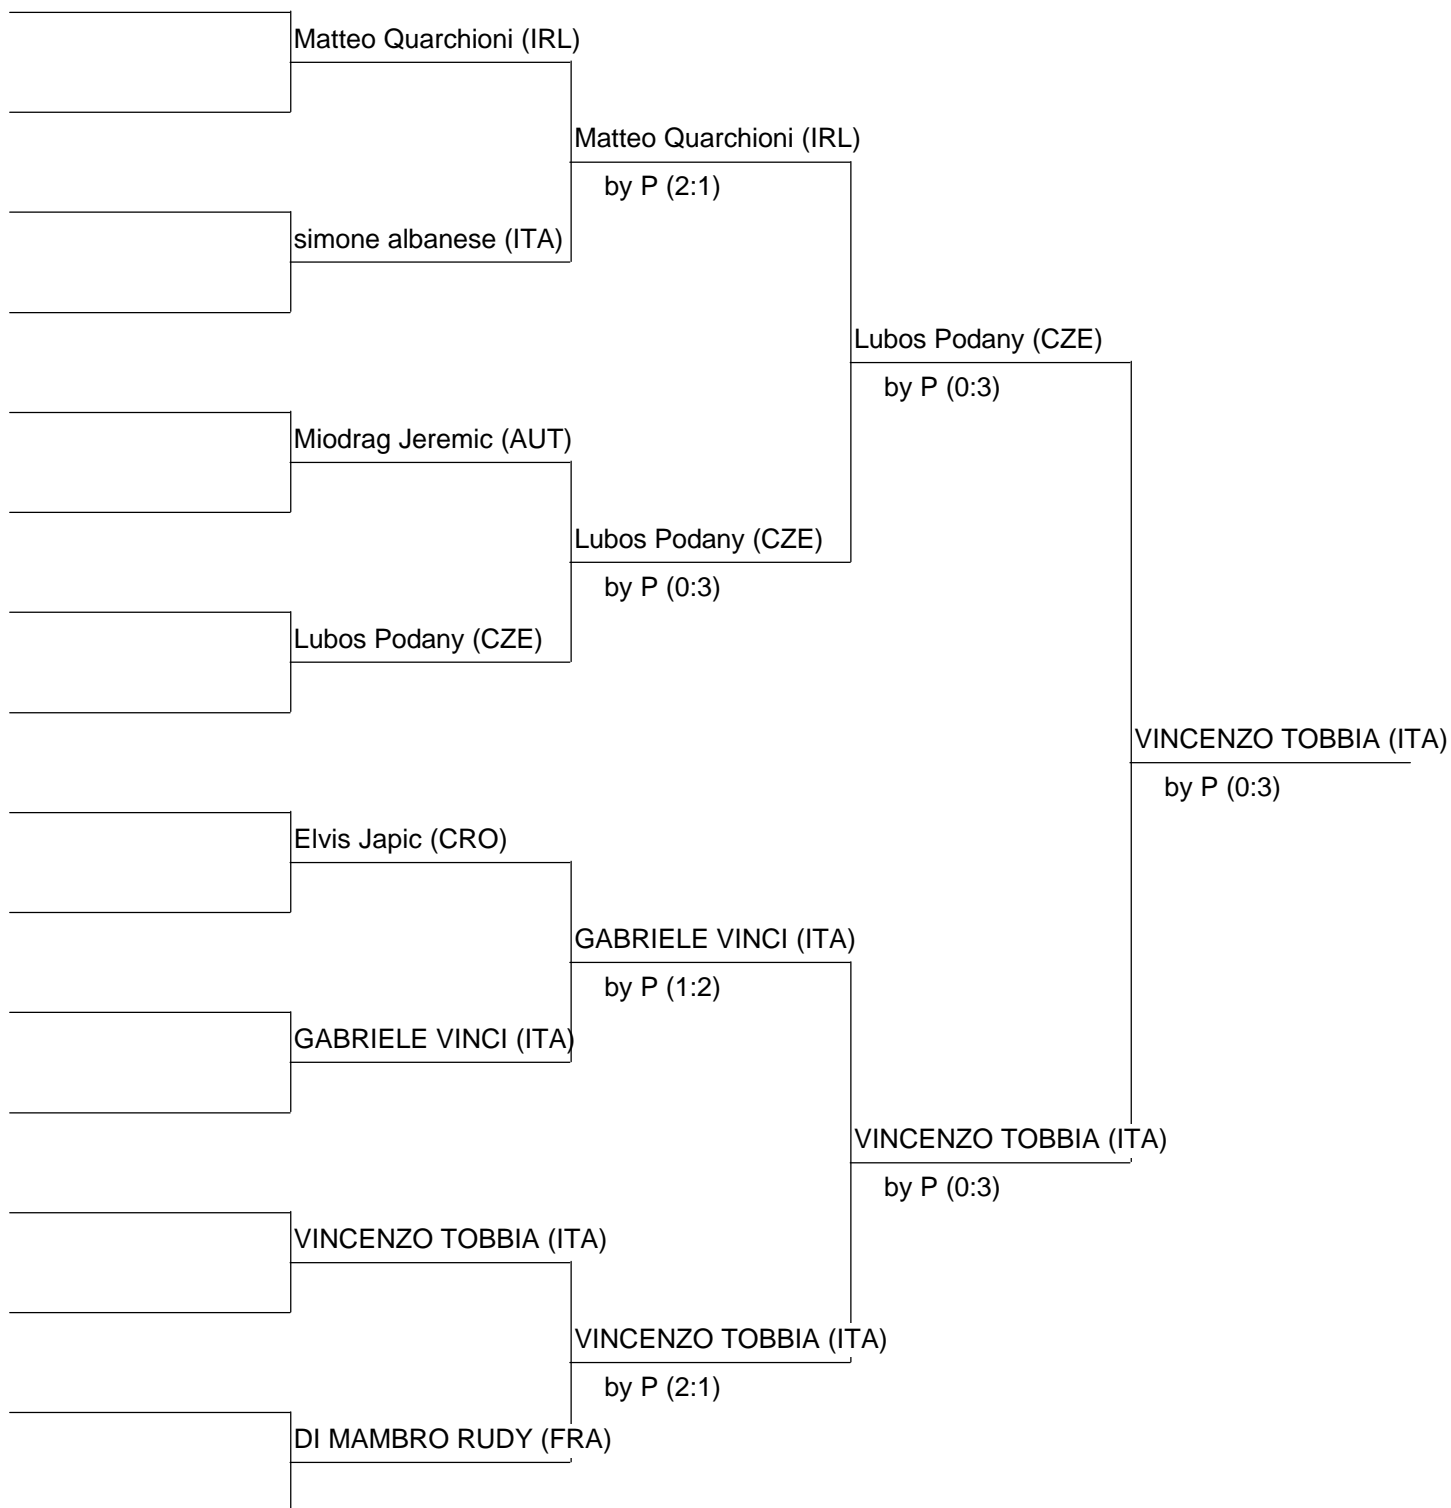 Matteo Quarchioni (IRL)
Matteo Quarchioni (IRL)
by P (2:1)
simone albanese (ITA)
Lubos Podany (CZE)
by P (0:3)
Miodrag Jeremic (AUT)
Lubos Podany (CZE)
by P (0:3)
Lubos Podany (CZE)
VINCENZO TOBBIA (ITA)
by P (0:3)
Elvis Japic (CRO)
GABRIELE VINCI (ITA)
by P (1:2)
GABRIELE VINCI (ITA)
VINCENZO TOBBIA (ITA)
by P (0:3)
VINCENZO TOBBIA (ITA)
VINCENZO TOBBIA (ITA)
by P (2:1)
DI MAMBRO RUDY (FRA)